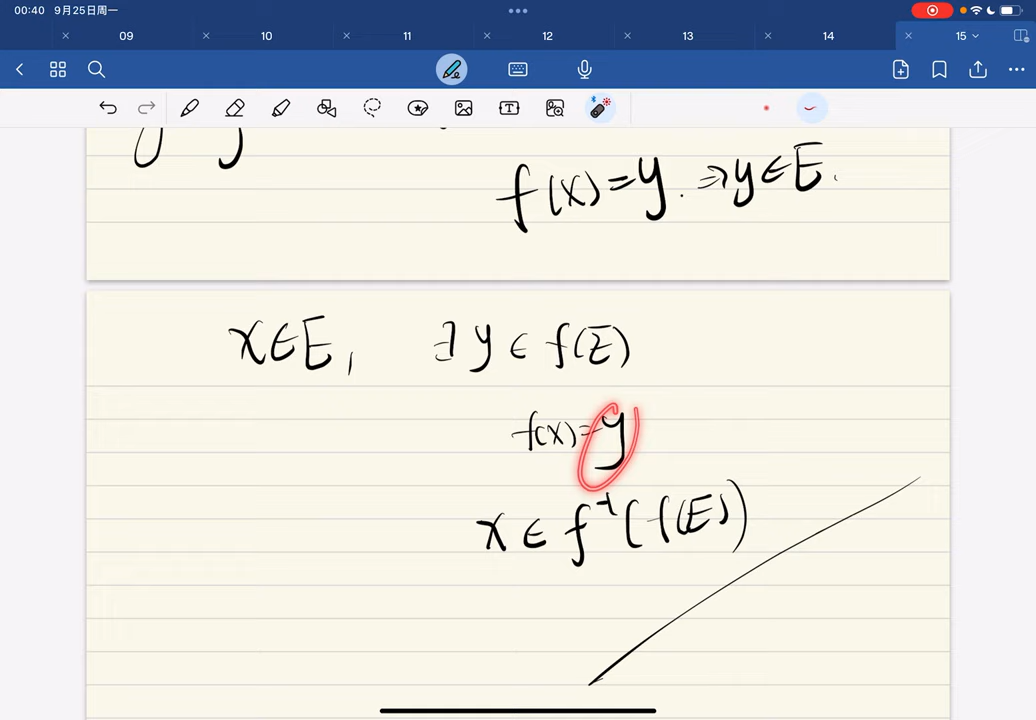 00:40 9月25日周一
09 10 11 12 13 14 15
T
f(x)=y. ⇒y∈E.
x∈E, ∃ y ∈ f(E)
f(x)=y
x ∈ f⁻¹(f(E))